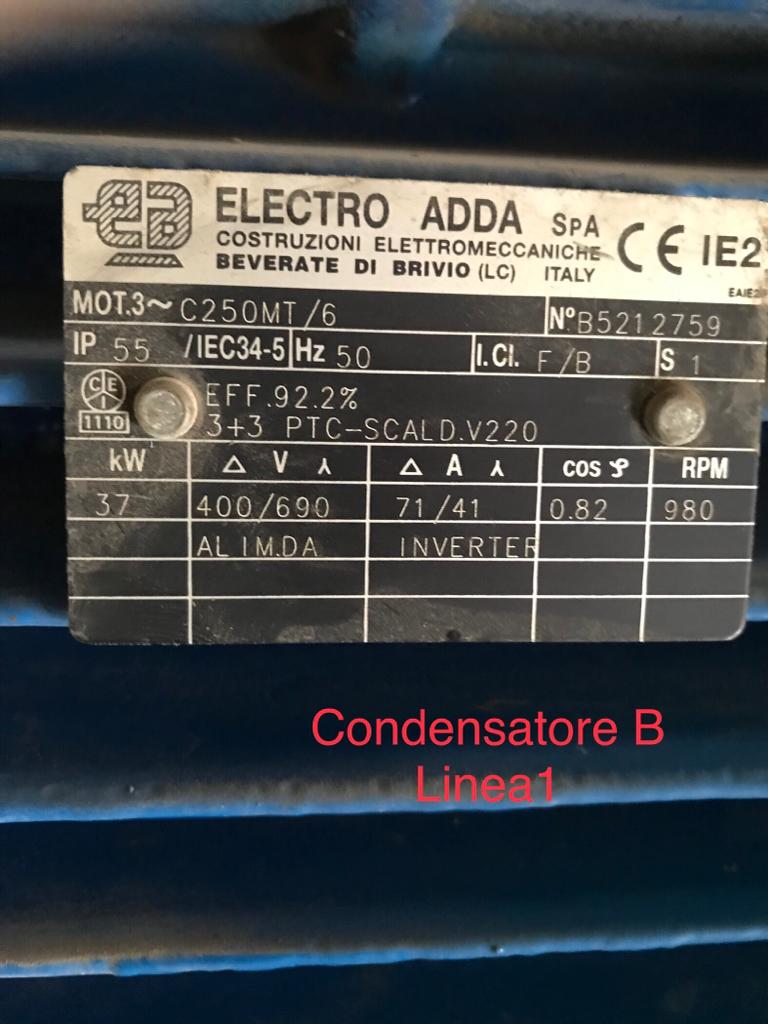 ELECTRO ADDA SPA
COSTRUZIONI ELETTROMECCANICHE
BEVERATE DI BRIVIO (LC) ITALY
CE IE2
MOT.3~ C250MT/6 Nº B5212759
IP 55 /IEC34-5 Hz 50 I.Cl. F/B S 1
CEI
1110
EFF.92.2%
3+3 PTC-SCALD.V220
kW Δ V ⅄ Δ A ⅄ cos φ RPM
37 400/690 71/41 0.82 980
ALIM.DA INVERTER
Condensatore B
Linea1